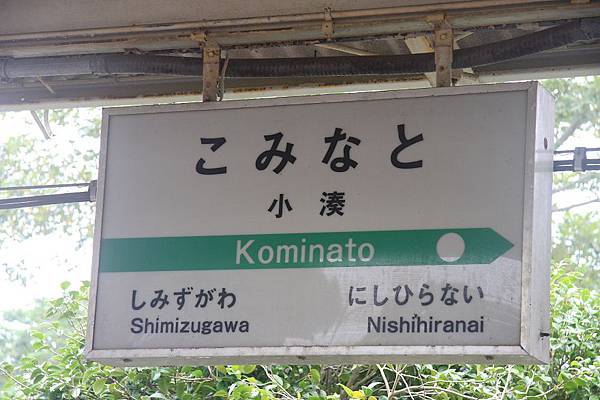 こみなと
小湊
Kominato
しみずがわ にしひらない
Shimizugawa Nishihiranai